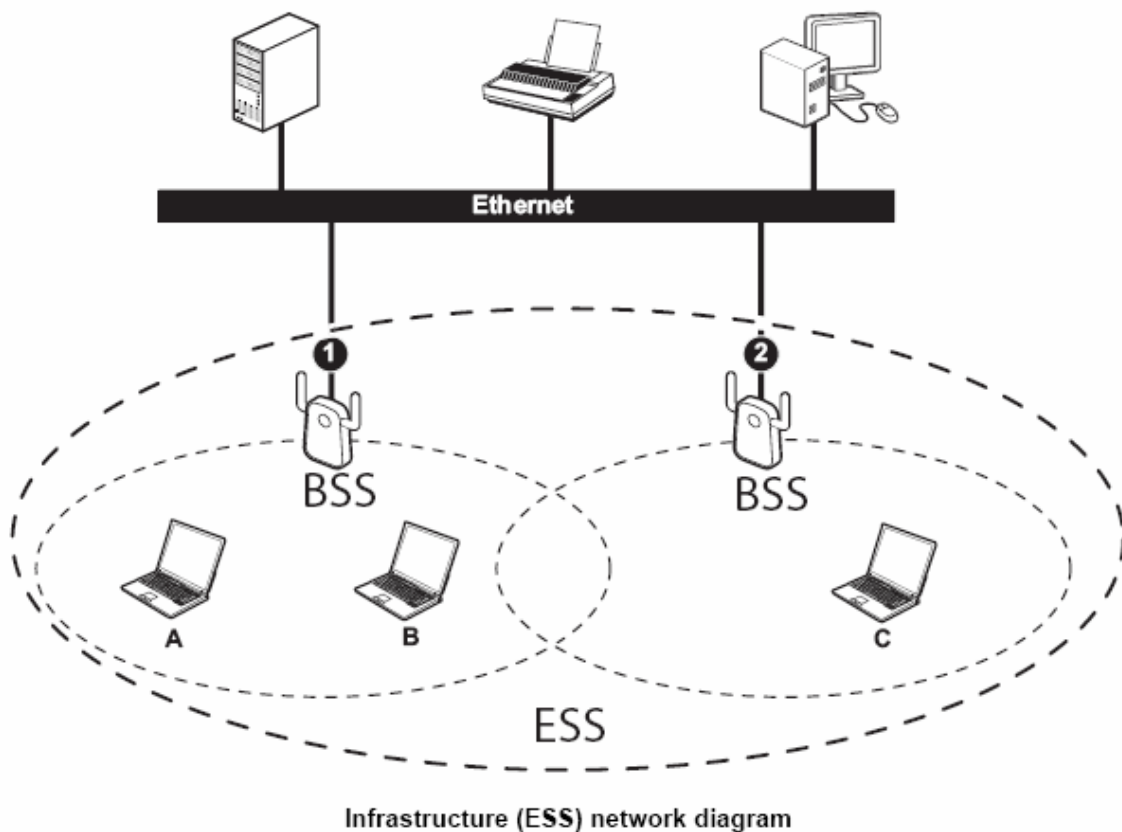 Ethernet
1
2
BSS
BSS
A
B
C
ESS
Infrastructure (ESS) network diagram